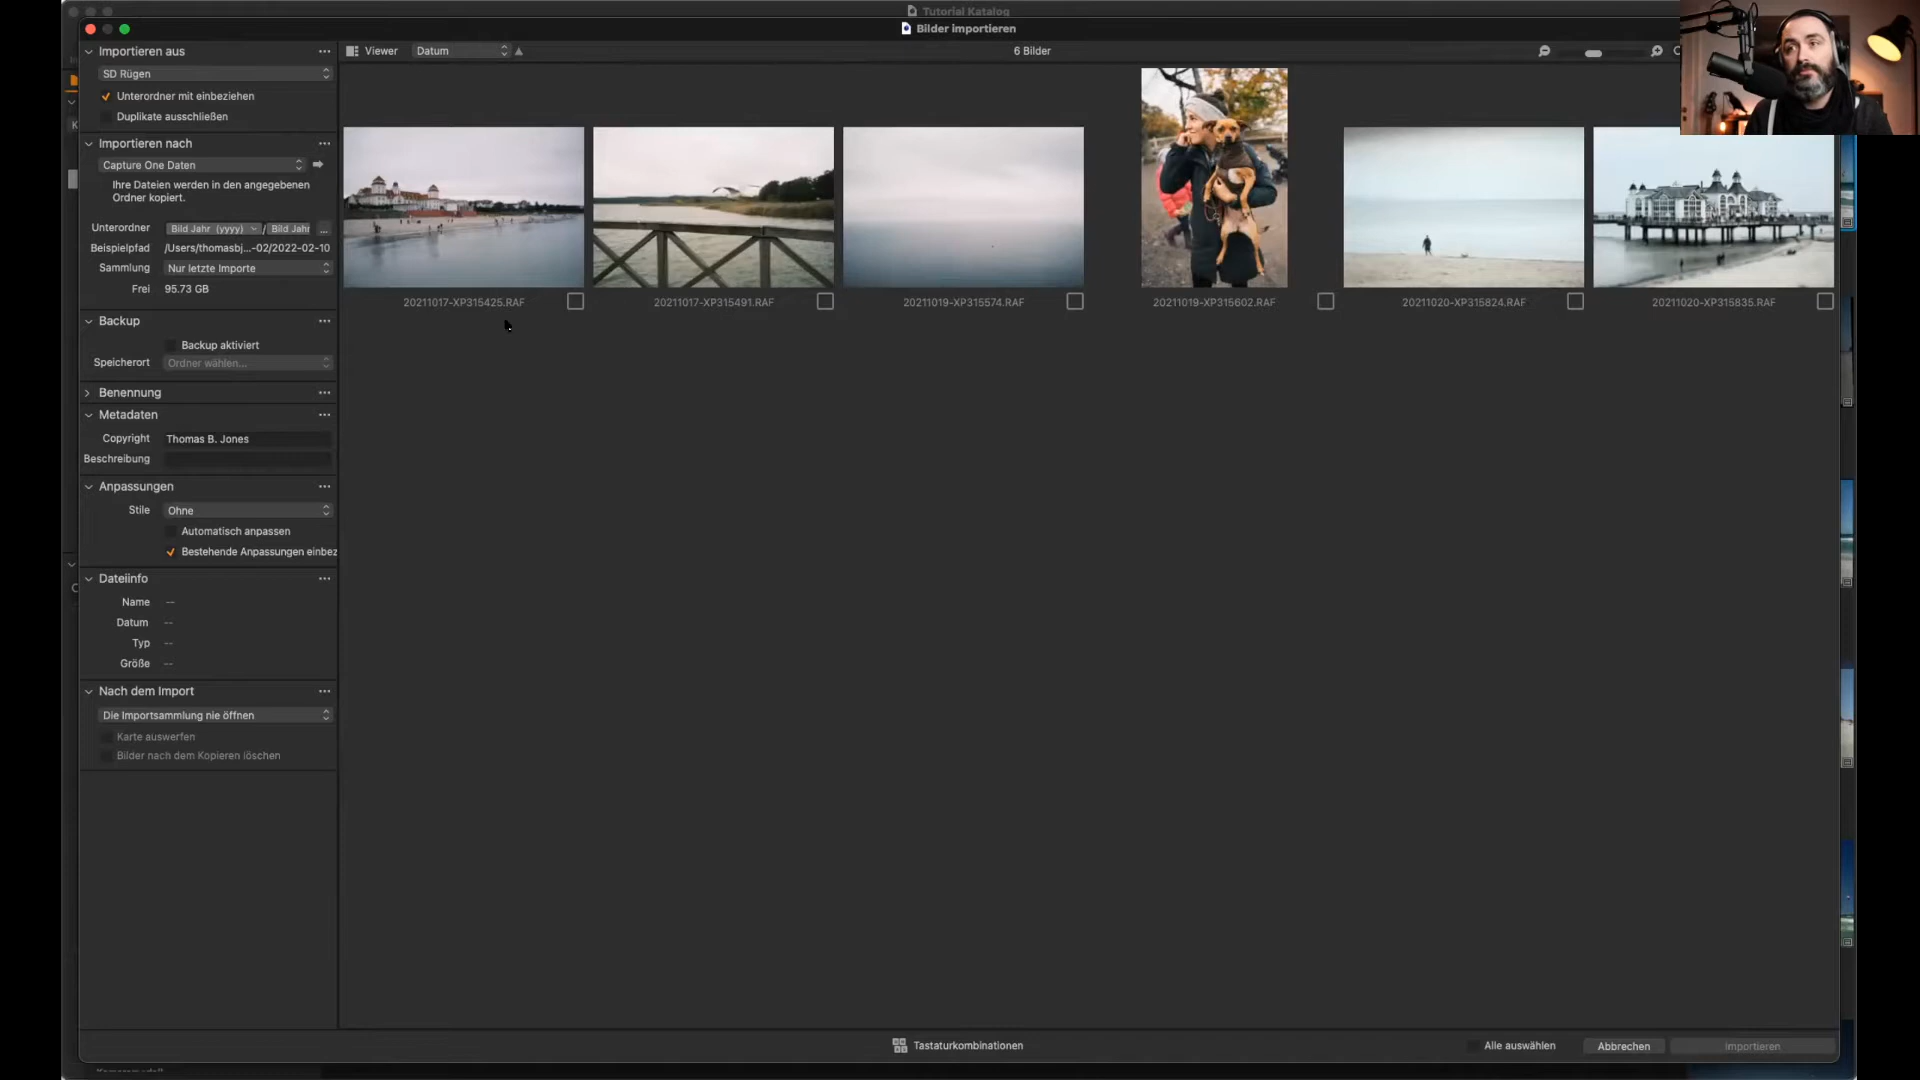 Tutorial Katalog
Bilder importieren
Importieren aus
SD Rügen
Unterordner mit einbeziehen
Duplikate ausschließen
Importieren nach
Capture One Daten
Ihre Dateien werden in den angegebenen
Ordner kopiert.
Unterordner Bild Jahr (yyyy) / Bild Jahr ...
Beispielpfad /Users/thomasbj...-02/2022-02-10
Sammlung Nur letzte Importe
Frei 95.73 GB
Backup
Backup aktiviert
Speicherort Ordner wählen...
Benennung
Metadaten
Copyright Thomas B. Jones
Beschreibung
Anpassungen
Stile Ohne
Automatisch anpassen
Bestehende Anpassungen einbez
Dateiinfo
Name --
Datum --
Typ --
Größe --
Nach dem Import
Die Importsammlung nie öffnen
Karte auswerfen
Bilder nach dem Kopieren löschen
Viewer Datum 6 Bilder
20211017-XP315425.RAF 20211017-XP315491.RAF 20211019-XP315574.RAF 20211019-XP315602.RAF 20211020-XP315824.RAF 20211020-XP315835.RAF
Tastaturkombinationen Alle auswählen Abbrechen Importieren